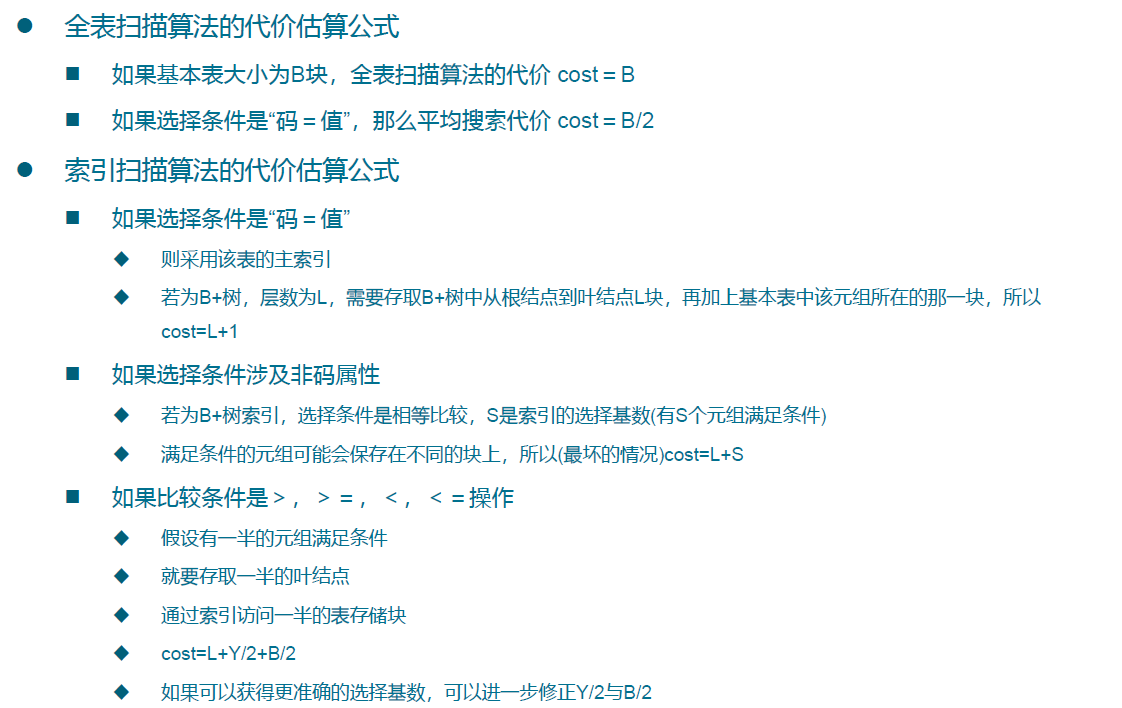 全表扫描算法的代价估算公式
如果基本表大小为B块，全表扫描算法的代价 cost＝B
如果选择条件是“码＝值”，那么平均搜索代价 cost＝B/2
索引扫描算法的代价估算公式
如果选择条件是“码＝值”
则采用该表的主索引
若为B+树，层数为L，需要存取B+树中从根结点到叶结点L块，再加上基本表中该元组所在的那一块，所以
cost=L+1
如果选择条件涉及非码属性
若为B+树索引，选择条件是相等比较，S是索引的选择基数(有S个元组满足条件)
满足条件的元组可能会保存在不同的块上，所以(最坏的情况)cost=L+S
如果比较条件是＞，＞＝，＜，＜＝操作
假设有一半的元组满足条件
就要存取一半的叶结点
通过索引访问一半的表存储块
cost=L+Y/2+B/2
如果可以获得更准确的选择基数，可以进一步修正Y/2与B/2